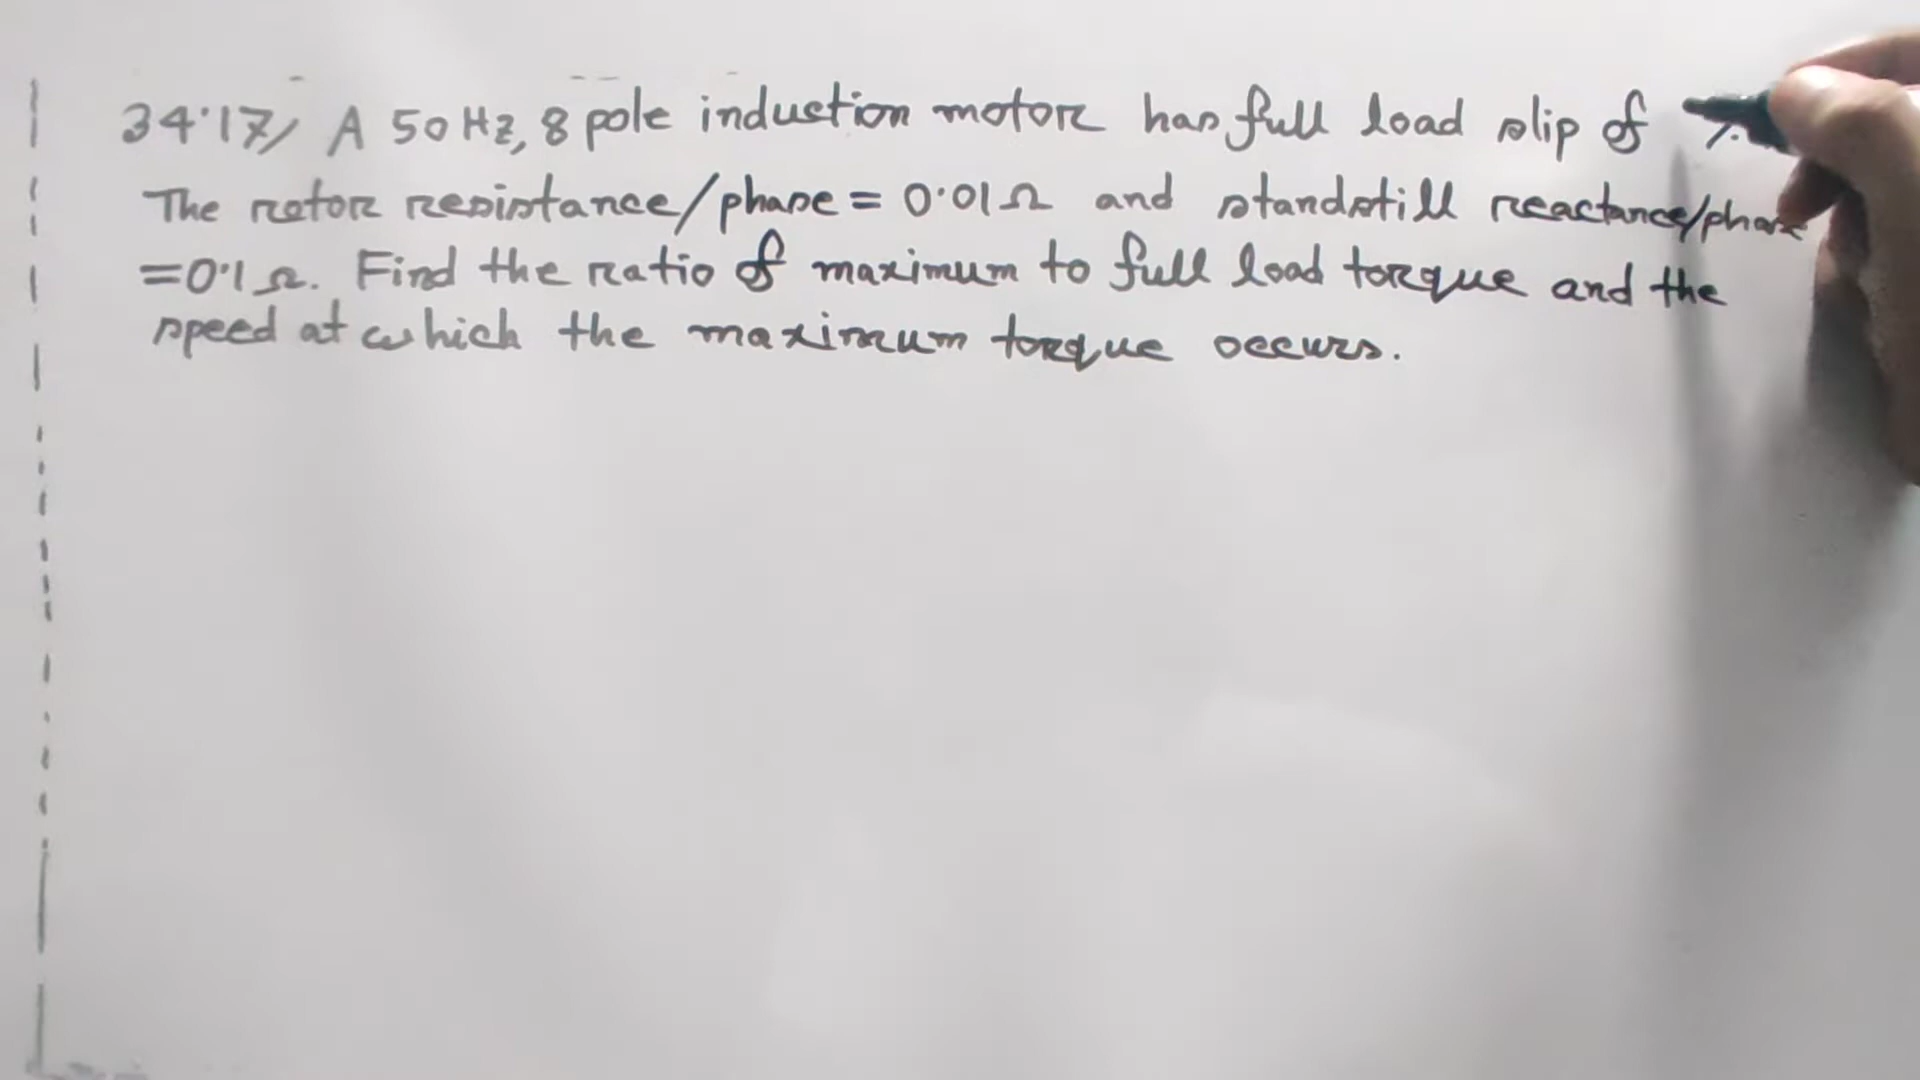 34.17/ A 50 Hz, 8 pole induction motor has full load slip of %.
The rotor resistance/phase = 0.01Ω and standstill reactance/phase
= 0.1Ω. Find the ratio of maximum to full load torque and the
speed at which the maximum torque occurs.